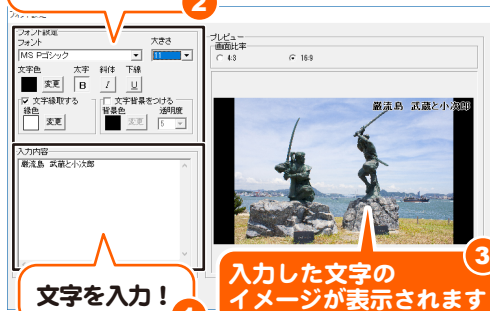 2
フォント設定
フォント
大きさ
MS Pゴシック
11
文字色
太字
斜体
下線
変更
B
I
U
文字縁取する
縁色
変更
文字背景をつける
背景色
透明度
変更
5
入力内容
巌流島 武蔵と小次郎
文字を入力!
プレビュー
画面比率
4:3
16:9
巌流島 武蔵と小次郎
3
入力した文字の
イメージが表示されます